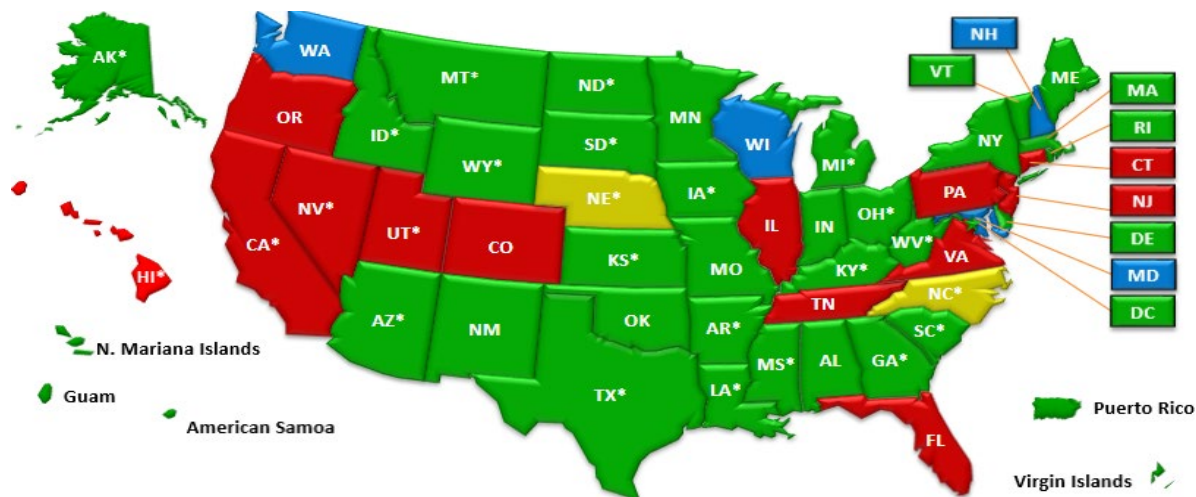 AK*
WA
MT*
ND*
MN
NH
VT
ME
MA
RI
CT
NJ
DE
MD
DC
OR
ID*
WY*
SD*
WI
MI*
NY
NE*
IA*
PA
CA*
NV*
UT*
CO
KS*
MO
IL
IN
OH*
WV*
VA
KY*
HI*
AZ*
NM
OK
AR*
TN
NC*
SC*
TX*
LA*
MS*
AL
GA*
FL
N. Mariana Islands
Guam
American Samoa
Puerto Rico
Virgin Islands